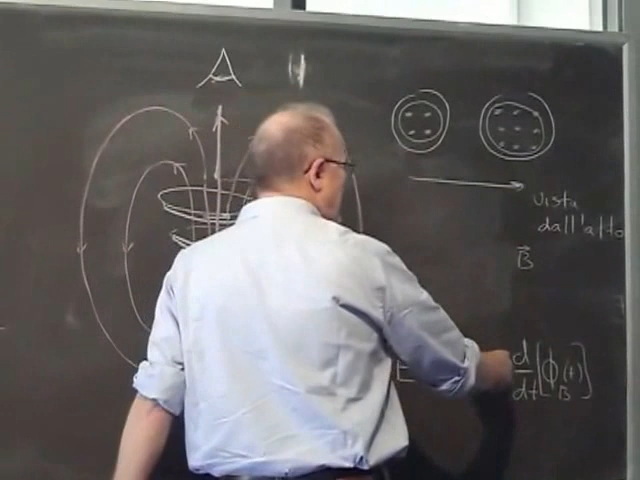 vista
dall'alto
B⃗
E
d/dt[Φ_B(t)]